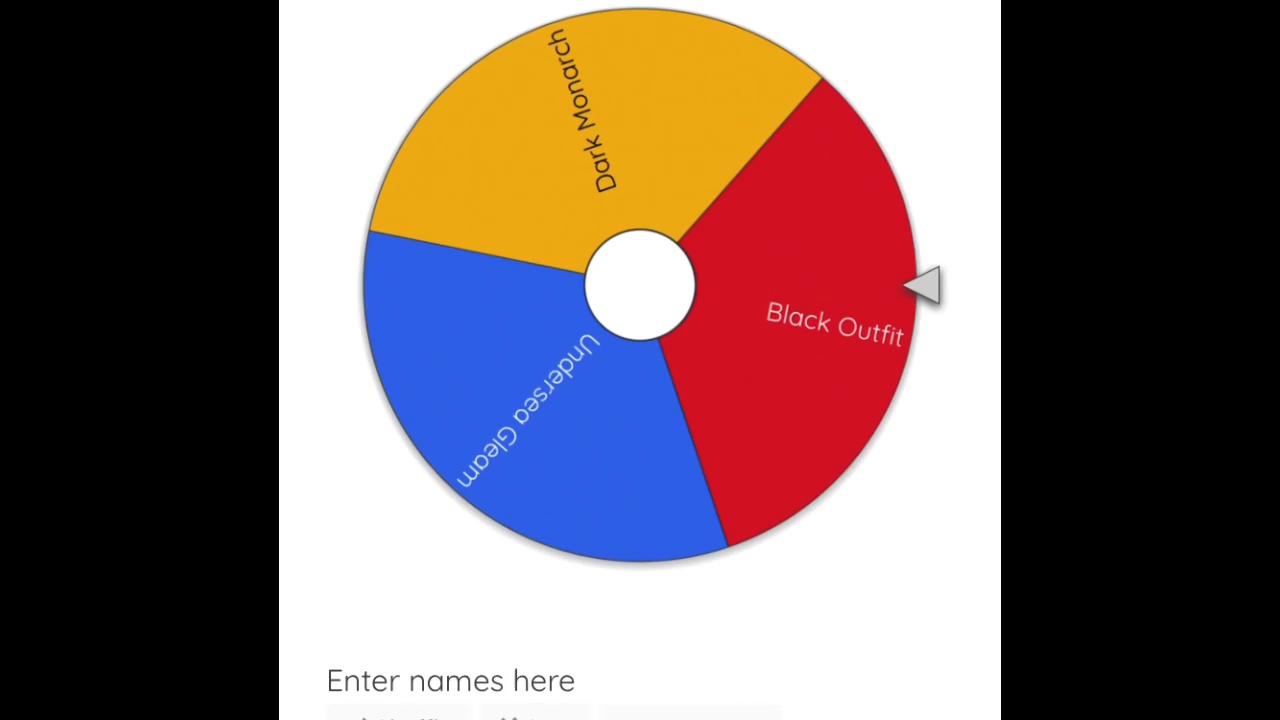 Dark Monarch
Black Outfit
Undersea Gleam
Enter names here